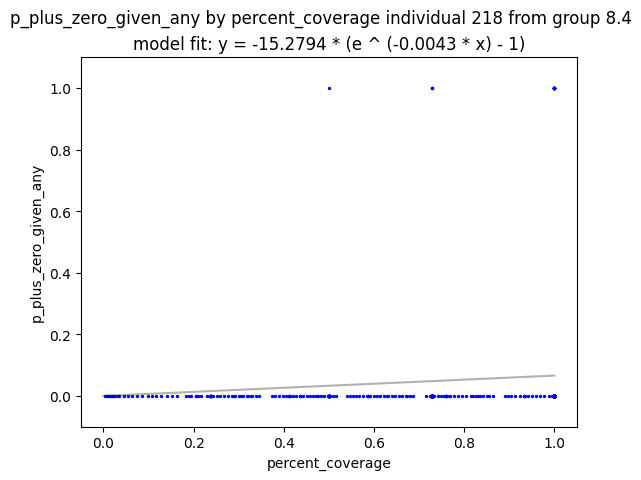 p_plus_zero_given_any by percent_coverage individual 218 from group 8.4
model fit: y = -15.2794 * (e ^ (-0.0043 * x) - 1)
1.0
0.8
0.6
0.4
0.2
0.0
p_plus_zero_given_any
0.0 0.2 0.4 0.6 0.8 1.0
percent_coverage